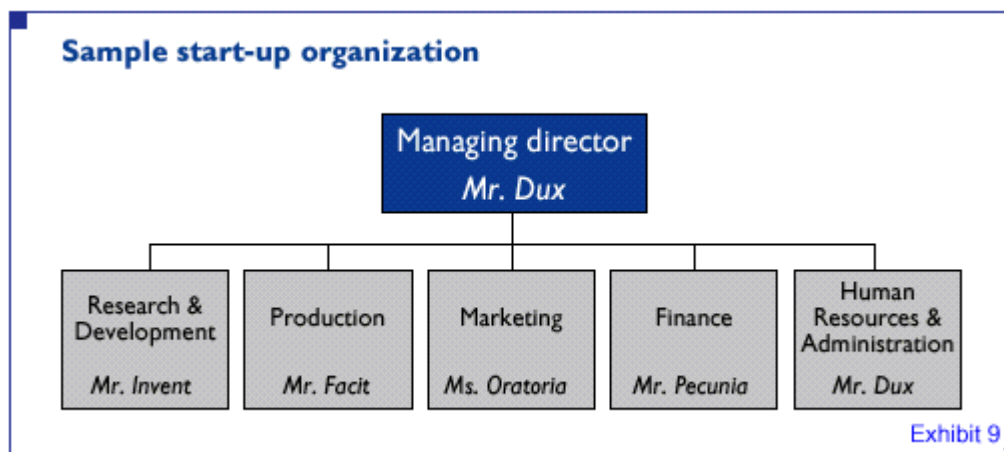 Sample start-up organization
Managing director
Mr. Dux
Research &
Development
Mr. Invent
Production
Mr. Facit
Marketing
Ms. Oratoria
Finance
Mr. Pecunia
Human
Resources &
Administration
Mr. Dux
Exhibit 9